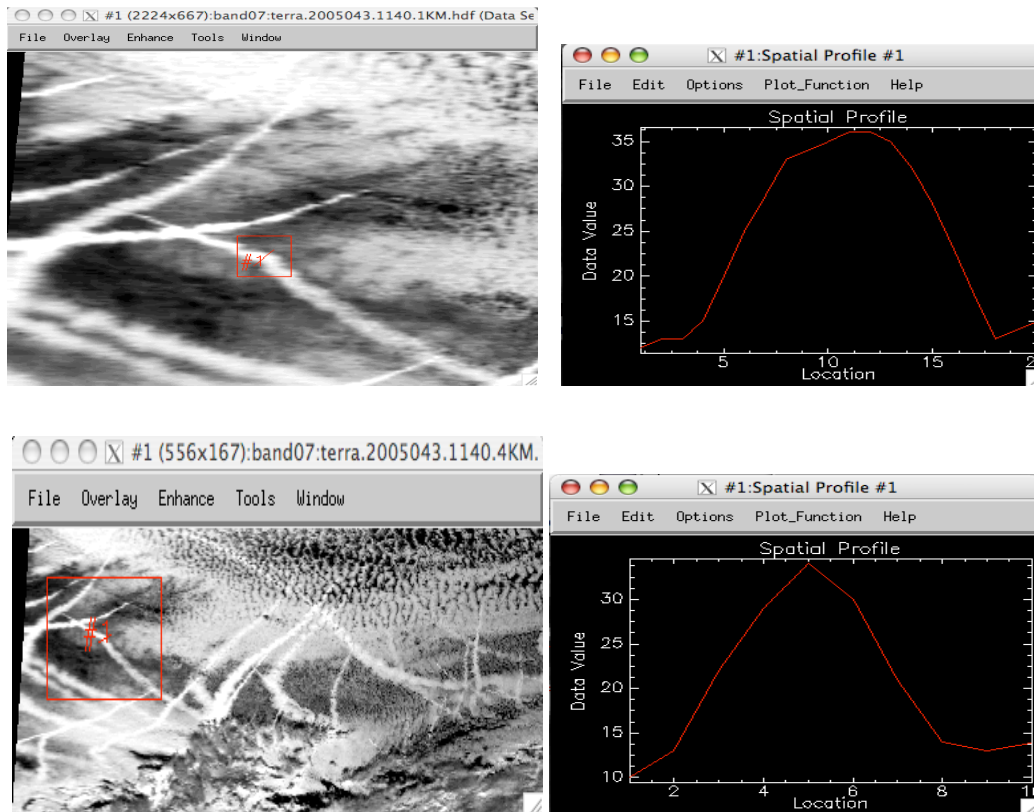 #1 (2224x667):band07:terra.2005043.1140.1KM.hdf (Data Se
File Overlay Enhance Tools Window
#1
#1:Spatial Profile #1
File Edit Options Plot_Function Help
Spatial Profile
Data Value
35
30
25
20
15
5 10 15 2
Location
#1 (556x167):band07:terra.2005043.1140.4KM.
File Overlay Enhance Tools Window
#1
#1:Spatial Profile #1
File Edit Options Plot_Function Help
Spatial Profile
Data Value
30
25
20
15
10
2 4 6 8 10
Location